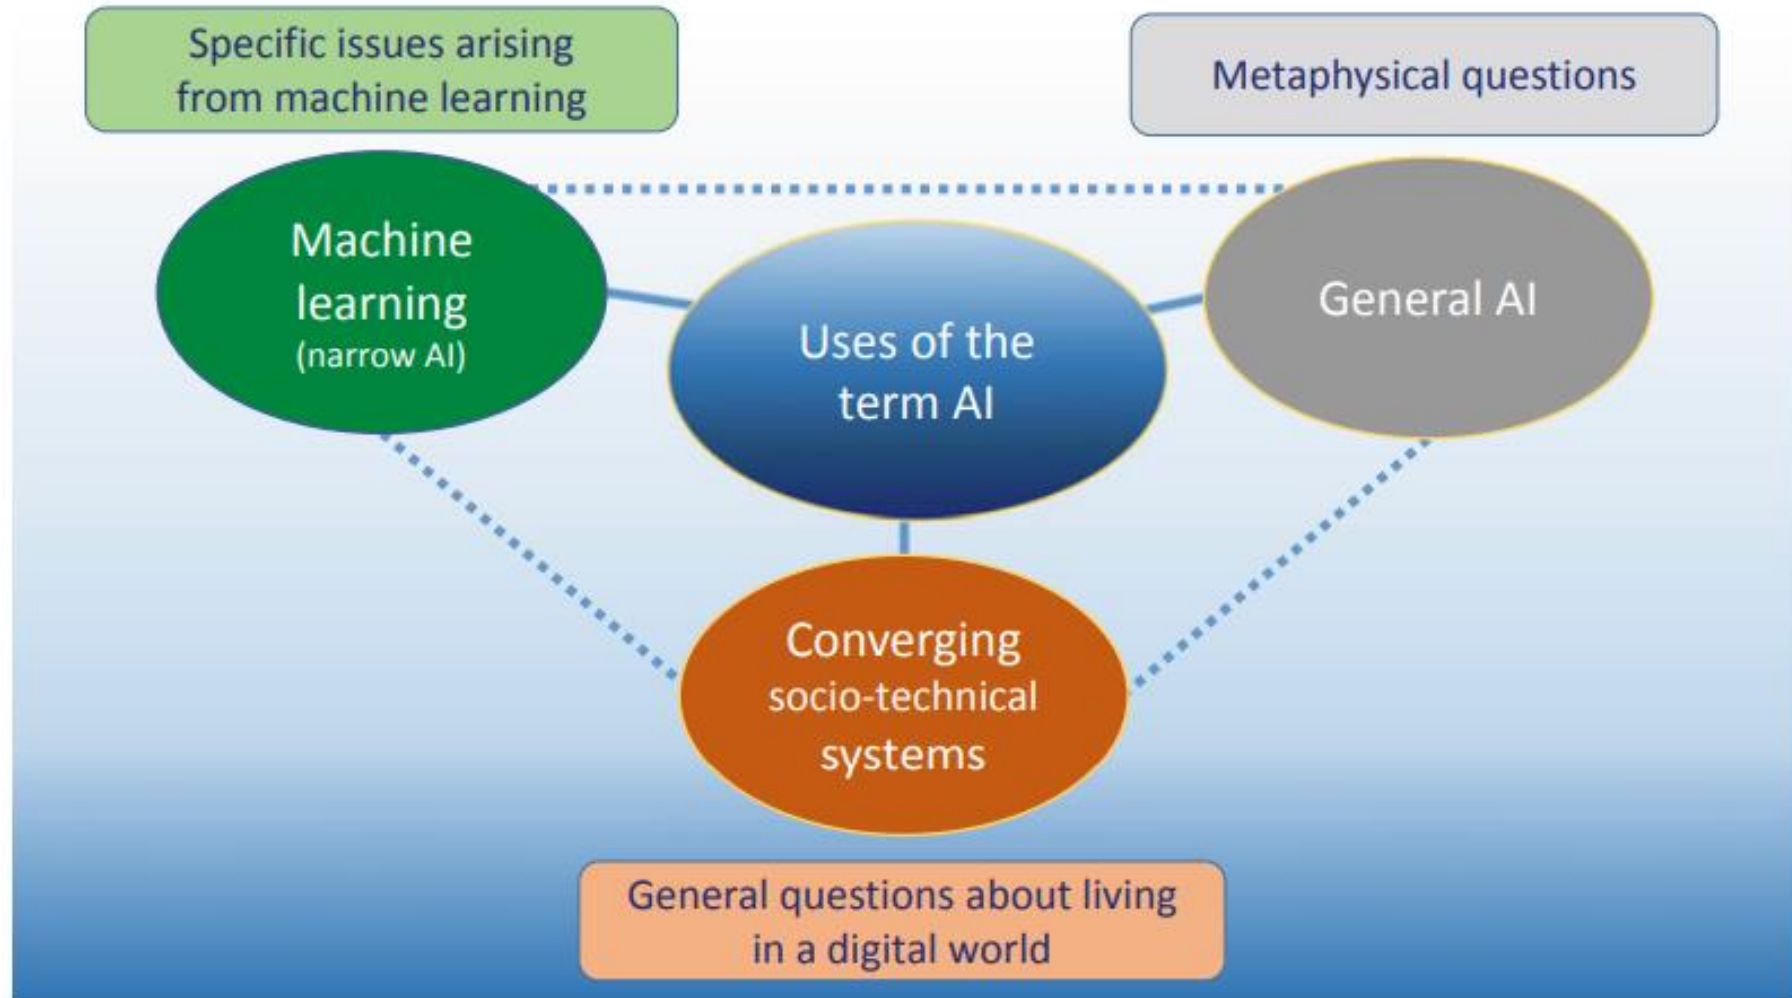 Specific issues arising
from machine learning
Metaphysical questions
Machine
learning
(narrow AI)
Uses of the
term AI
General AI
Converging
socio-technical
systems
General questions about living
in a digital world